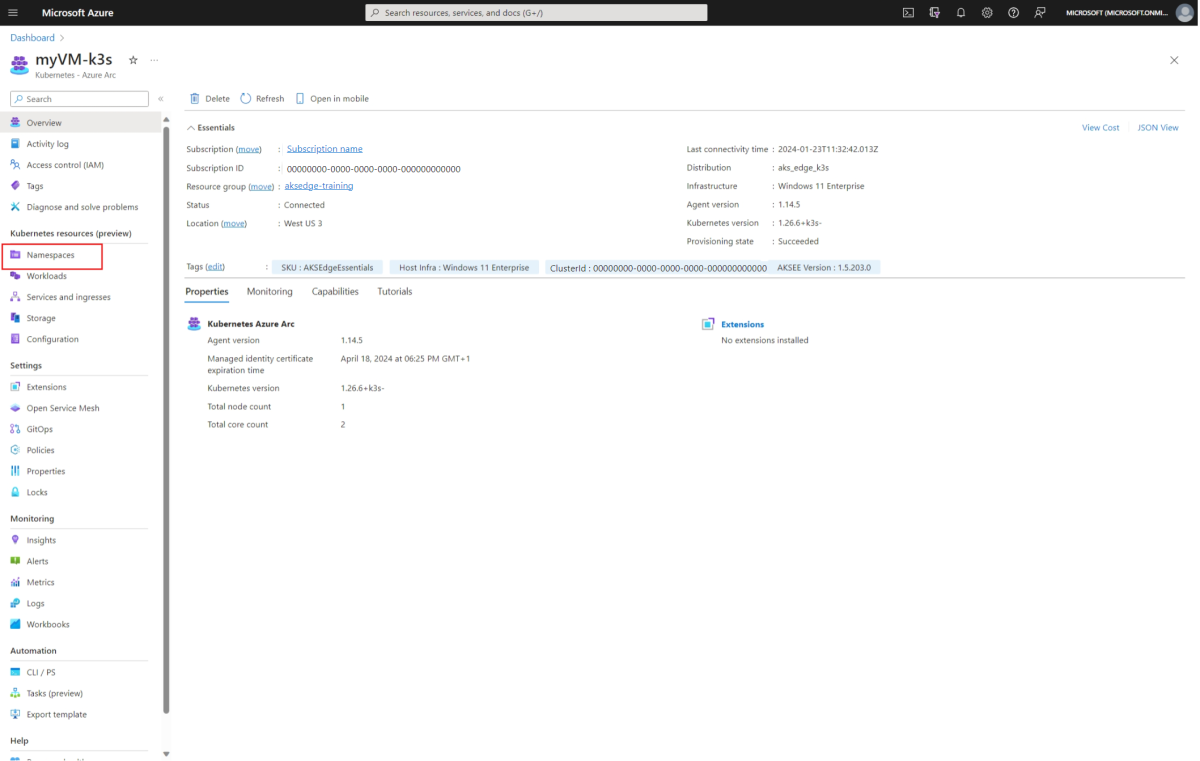 Microsoft Azure
Search resources, services, and docs (G+/)
MICROSOFT (MICROSOFT.ONMI...
Dashboard >
myVM-k3s
Kubernetes - Azure Arc
Search
Overview
Activity log
Access control (IAM)
Tags
Diagnose and solve problems
Kubernetes resources (preview)
Namespaces
Workloads
Services and ingresses
Storage
Configuration
Settings
Extensions
Open Service Mesh
GitOps
Policies
Properties
Locks
Monitoring
Insights
Alerts
Metrics
Logs
Workbooks
Automation
CLI / PS
Tasks (preview)
Export template
Help
Delete Refresh Open in mobile
Essentials
View Cost JSON View
Subscription (move) : Subscription name
Subscription ID : 00000000-0000-0000-0000-000000000000
Resource group (move) : aksedge-training
Status : Connected
Location (move) : West US 3
Last connectivity time : 2024-01-23T11:32:42.013Z
Distribution : aks_edge_k3s
Infrastructure : Windows 11 Enterprise
Agent version : 1.14.5
Kubernetes version : 1.26.6+k3s-
Provisioning state : Succeeded
Tags (edit) : SKU : AKSEdgeEssentials Host Infra : Windows 11 Enterprise ClusterId : 00000000-0000-0000-0000-000000000000 AKSEE Version : 1.5.203.0
Properties Monitoring Capabilities Tutorials
Kubernetes Azure Arc
Agent version 1.14.5
Managed identity certificate expiration time April 18, 2024 at 06:25 PM GMT+1
Kubernetes version 1.26.6+k3s-
Total node count 1
Total core count 2
Extensions
No extensions installed